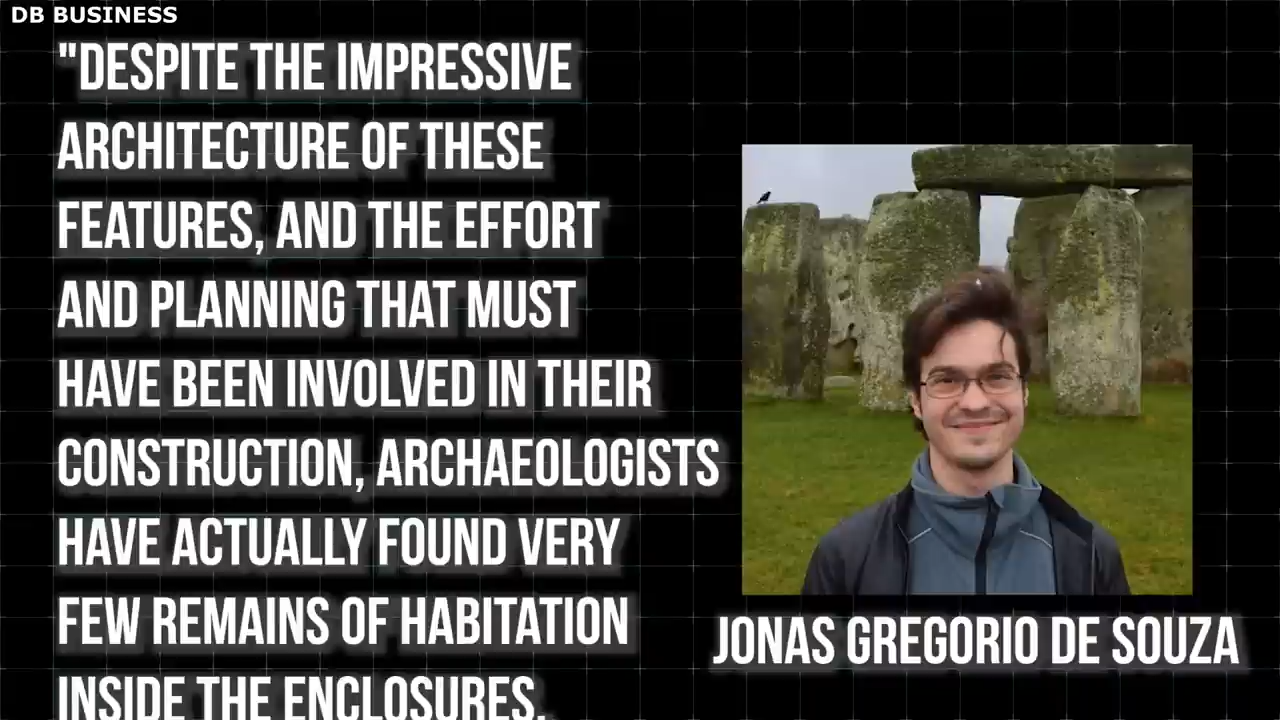 DB BUSINESS
"DESPITE THE IMPRESSIVE
ARCHITECTURE OF THESE
FEATURES, AND THE EFFORT
AND PLANNING THAT MUST
HAVE BEEN INVOLVED IN THEIR
CONSTRUCTION, ARCHAEOLOGISTS
HAVE ACTUALLY FOUND VERY
FEW REMAINS OF HABITATION
INSIDE THE ENCLOSURES.
JONAS GREGORIO DE SOUZA